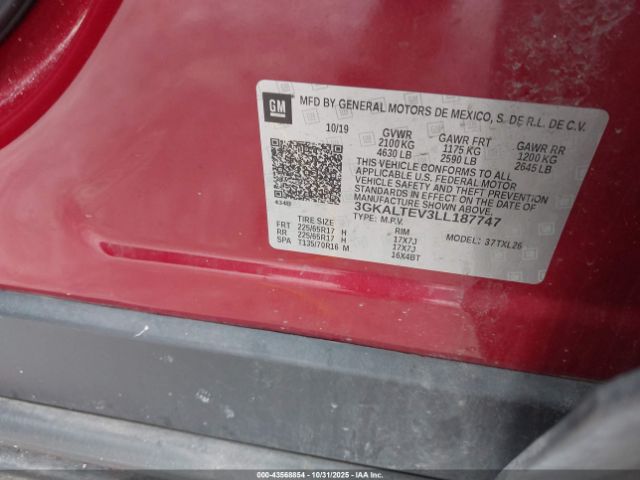 GM
MFD BY GENERAL MOTORS DE MEXICO, S. DE R.L. DE C.V.
10/19
GVWR GAWR FRT GAWR RR
2100 KG 1175 KG 1200 KG
4630 LB 2590 LB 2645 LB
THIS VEHICLE CONFORMS TO ALL
APPLICABLE U.S. FEDERAL MOTOR
VEHICLE SAFETY AND THEFT PREVENTION
STANDARDS IN EFFECT ON THE DATE OF
MANUFACTURE SHOWN ABOVE.
3GKALTEV3LL187747
TYPE: M.P.V. MODEL: 37TXL26
TIRE SIZE RIM
FRT 225/65R17 H 17X7J
RR 225/65R17 H 17X7J
SPA T135/70R16 M 16X4BT
000-43568854 • 10/31/2025 • IAAI.com